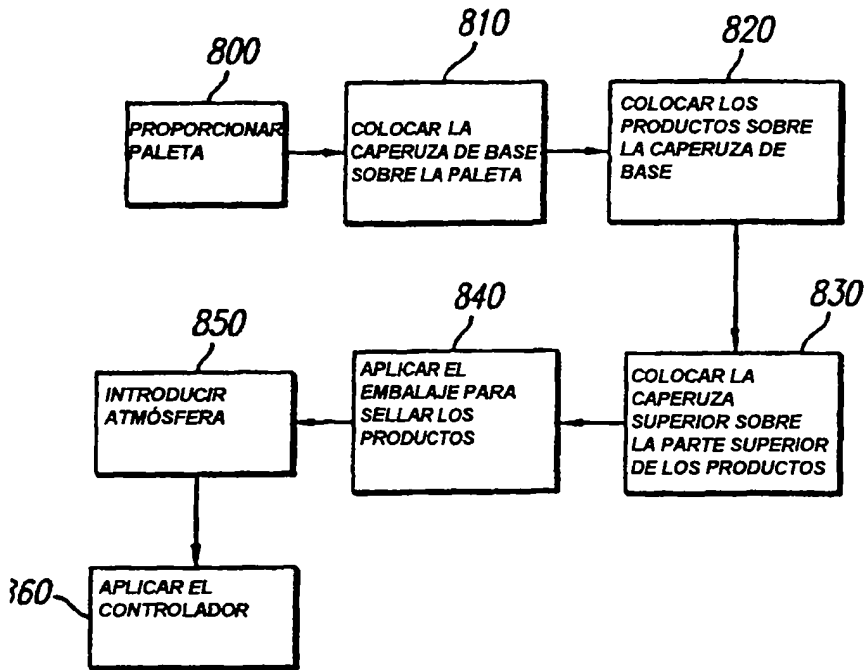 800
PROPORCIONAR
PALETA
810
COLOCAR LA
CAPERUZA DE BASE
SOBRE LA PALETA
820
COLOCAR LOS
PRODUCTOS SOBRE
LA CAPERUZA DE
BASE
830
COLOCAR LA
CAPERUZA
SUPERIOR SOBRE
LA PARTE SUPERIOR
DE LOS PRODUCTOS
840
APLICAR EL
EMBALAJE PARA
SELLAR LOS
PRODUCTOS
850
INTRODUCIR
ATMÓSFERA
860
APLICAR EL
CONTROLADOR